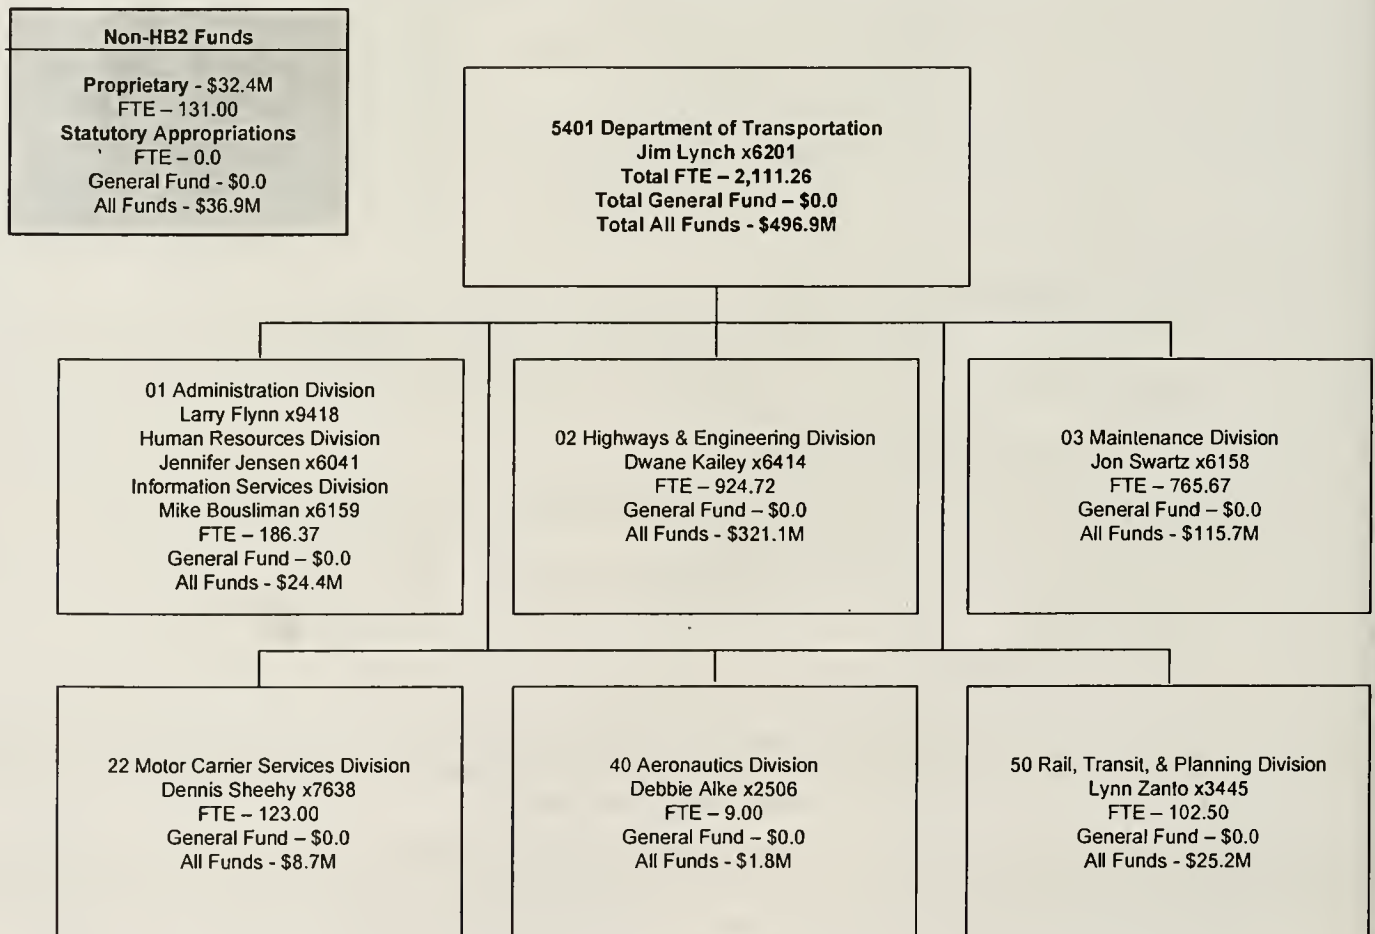 Non-HB2 Funds
Proprietary - $32.4M
FTE – 131.00
Statutory Appropriations
FTE – 0.0
General Fund - $0.0
All Funds - $36.9M
5401 Department of Transportation
Jim Lynch x6201
Total FTE – 2,111.26
Total General Fund – $0.0
Total All Funds - $496.9M
01 Administration Division
Larry Flynn x9418
Human Resources Division
Jennifer Jensen x6041
Information Services Division
Mike Bousliman x6159
FTE – 186.37
General Fund – $0.0
All Funds - $24.4M
02 Highways & Engineering Division
Dwane Kailey x6414
FTE – 924.72
General Fund – $0.0
All Funds - $321.1M
03 Maintenance Division
Jon Swartz x6158
FTE – 765.67
General Fund – $0.0
All Funds - $115.7M
22 Motor Carrier Services Division
Dennis Sheehy x7638
FTE – 123.00
General Fund – $0.0
All Funds - $8.7M
40 Aeronautics Division
Debbie Alke x2506
FTE – 9.00
General Fund – $0.0
All Funds - $1.8M
50 Rail, Transit, & Planning Division
Lynn Zanto x3445
FTE – 102.50
General Fund – $0.0
All Funds - $25.2M